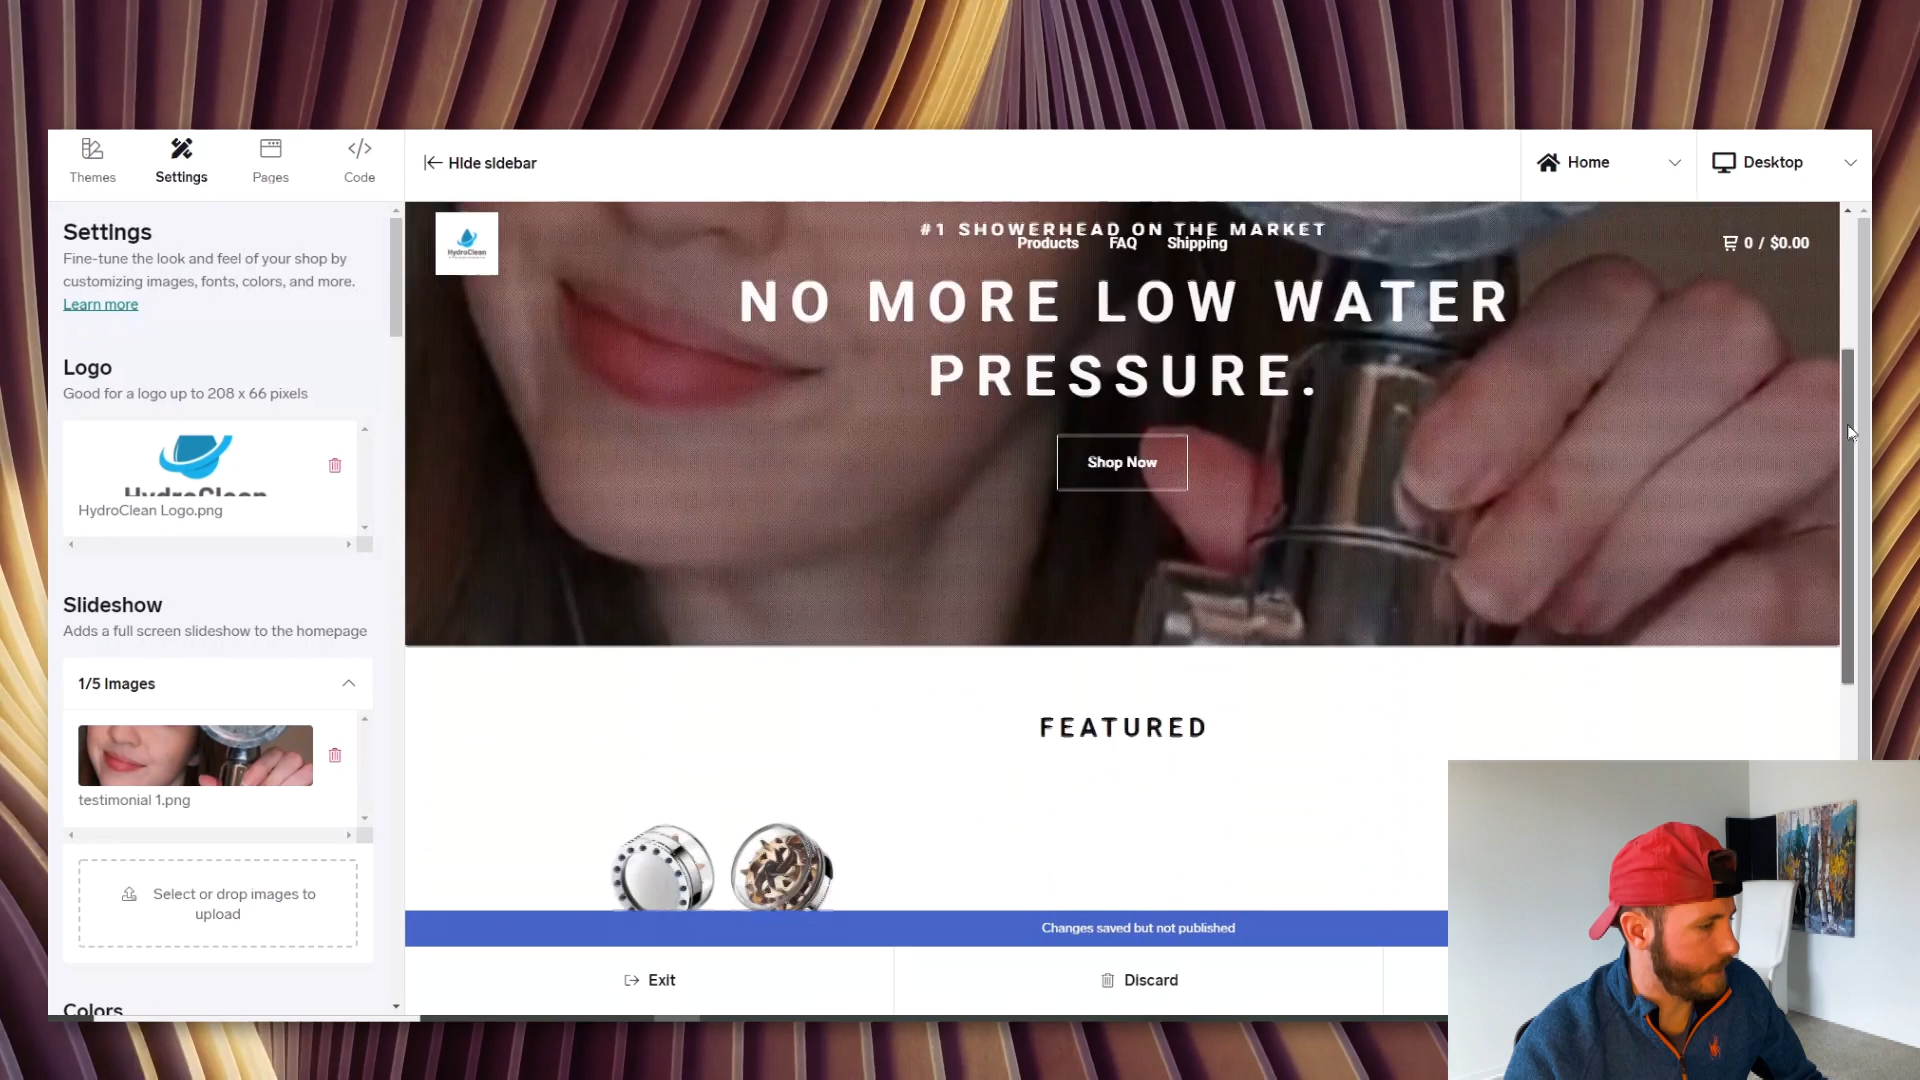 Themes
Settings
Pages
Code
HIde sIdebar
Home
Desktop
SettIngs
Fine-tune the look and feel of your shop by
customizing images, fonts, colors, and more.
Learn more
Logo
Good for a logo up to 208 x 66 pixels
HydroClean
HydroClean Logo.png
Slideshow
Adds a full screen slideshow to the homepage
1/5 Images
testimonial 1.png
Select or drop images to
upload
Colors
HydroClean
#1 SHOWERHEAD ON THE MARKET
Products
FAQ
Shipping
0 / $0.00
NO MORE LOW WATER
PRESSURE.
Shop Now
FEATURED
Changes saved but not published
Exit
Discard